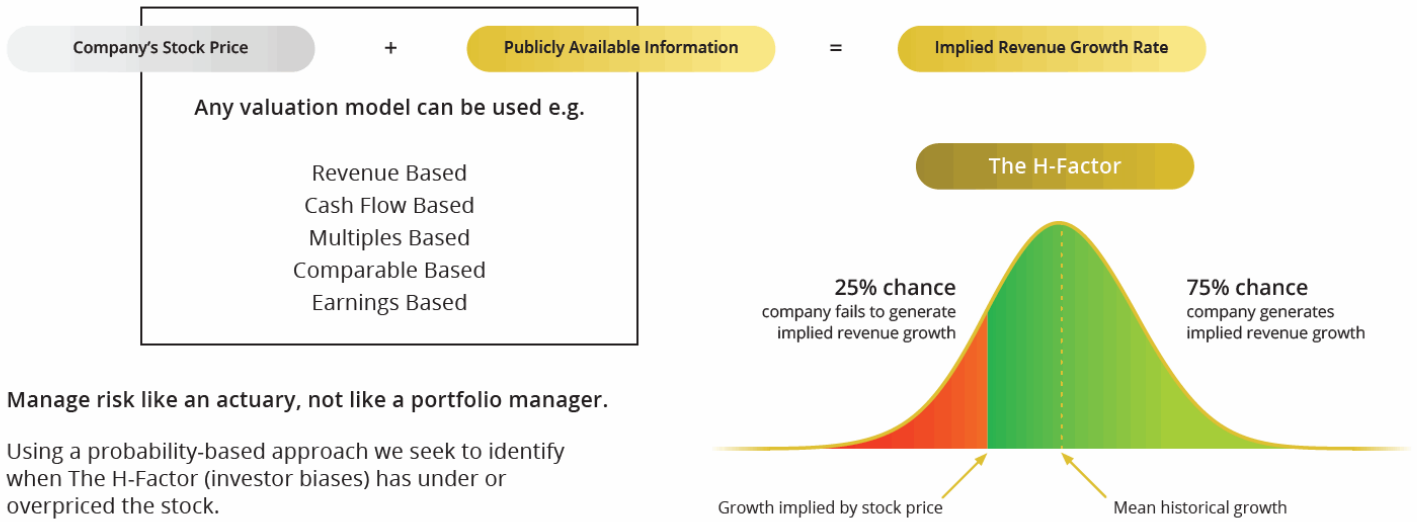 Company's Stock Price
+
Publicly Available Information
=
Implied Revenue Growth Rate
Any valuation model can be used e.g.
Revenue Based
Cash Flow Based
Multiples Based
Comparable Based
Earnings Based
Manage risk like an actuary, not like a portfolio manager.
Using a probability-based approach we seek to identify
when The H-Factor (investor biases) has under or
overpriced the stock.
The H-Factor
25% chance
company fails to generate
implied revenue growth
75% chance
company generates
implied revenue growth
Growth implied by stock price
Mean historical growth